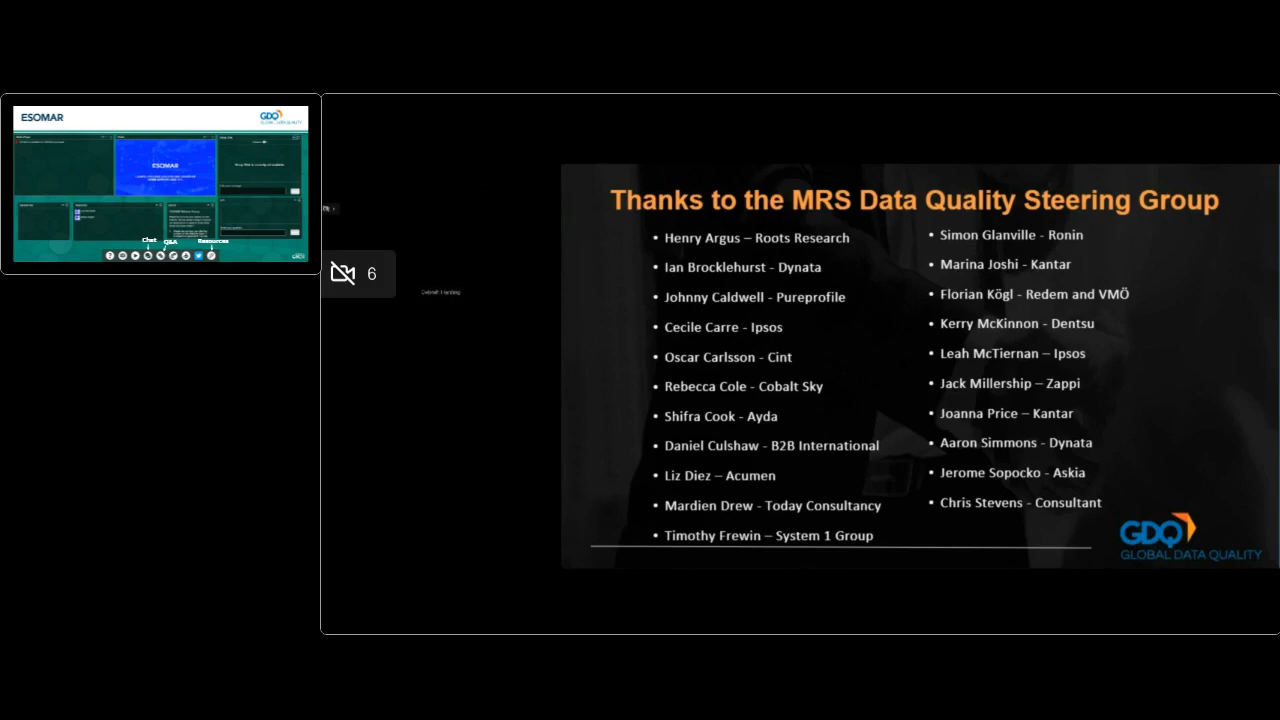 ESOMAR
GDQ
GLOBAL DATA QUALITY
ESOMAR
Chat
Q&A
Resources
6
Deborah Harding
Thanks to the MRS Data Quality Steering Group
• Henry Argus – Roots Research
• Ian Brocklehurst - Dynata
• Johnny Caldwell - Pureprofile
• Cecile Carre - Ipsos
• Oscar Carlsson - Cint
• Rebecca Cole - Cobalt Sky
• Shifra Cook - Ayda
• Daniel Culshaw - B2B International
• Liz Diez – Acumen
• Mardien Drew - Today Consultancy
• Timothy Frewin – System 1 Group
• Simon Glanville - Ronin
• Marina Joshi - Kantar
• Florian Kögl - Redem and VMÖ
• Kerry McKinnon - Dentsu
• Leah McTiernan – Ipsos
• Jack Millership – Zappi
• Joanna Price – Kantar
• Aaron Simmons - Dynata
• Jerome Sopocko - Askia
• Chris Stevens - Consultant
GDQ
GLOBAL DATA QUALITY